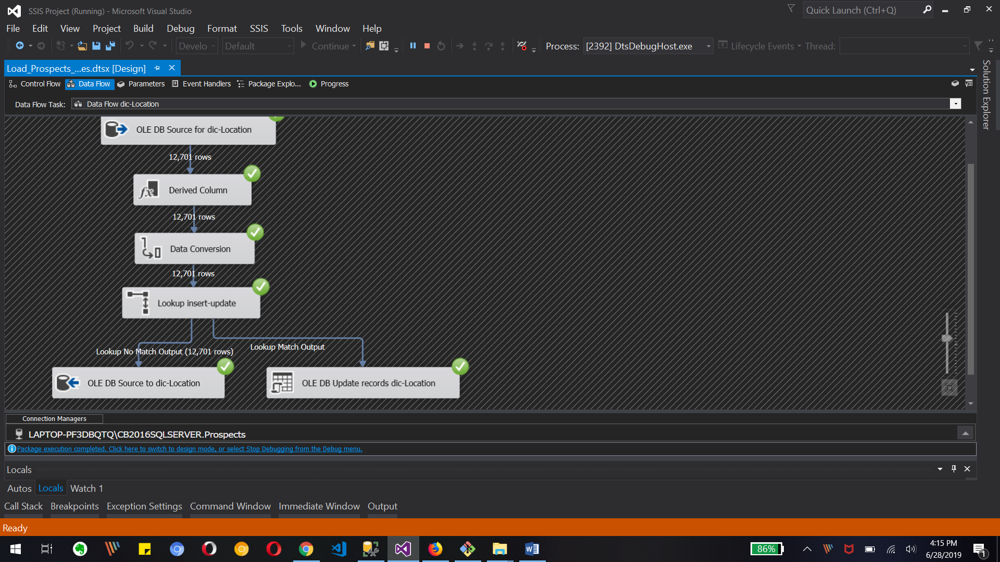 SSIS Project (Running) - Microsoft Visual Studio
Quick Launch (Ctrl+Q)
File Edit View Project Build Debug Format SSIS Tools Window Help
Develo Default Continue Process: [2392] DtsDebugHost.exe Lifecycle Events Thread:
Load_Prospects_...es.dtsx [Design]
Control Flow Data Flow Parameters Event Handlers Package Explo... Progress
Solution Explorer
Data Flow Task: Data Flow dic-Location
OLE DB Source for dic-Location
12,701 rows
Derived Column
12,701 rows
Data Conversion
12,701 rows
Lookup insert-update
Lookup No Match Output (12,701 rows)
Lookup Match Output
OLE DB Source to dic-Location
OLE DB Update records dic-Location
Connection Managers
LAPTOP-PF3DBQTQ\CB2016SQLSERVER.Prospects
Package execution completed. Click here to switch to design mode, or select Stop Debugging from the Debug menu.
Locals
Autos Locals Watch 1
Call Stack Breakpoints Exception Settings Command Window Immediate Window Output
Ready
86%
4:15 PM
6/28/2019
1